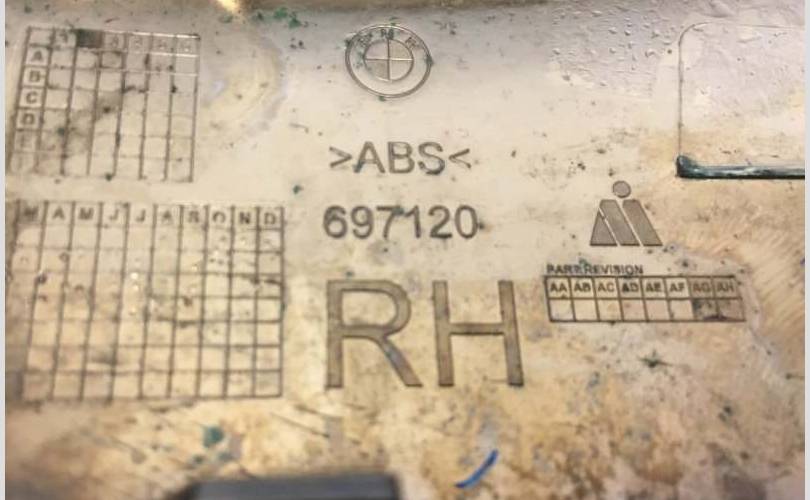 BMW
A
B
C
D
>ABS<
697120
M A M J J A S O N D
RH
PART REVISION
AA AB AC AD AE AF AG AH